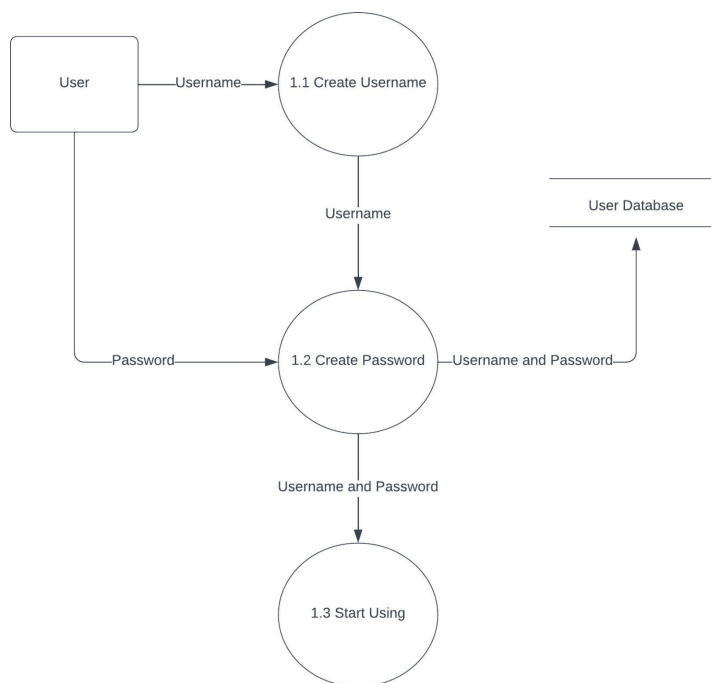 User
Username
1.1 Create Username
Username
User Database
Password
1.2 Create Password
Username and Password
Username and Password
1.3 Start Using